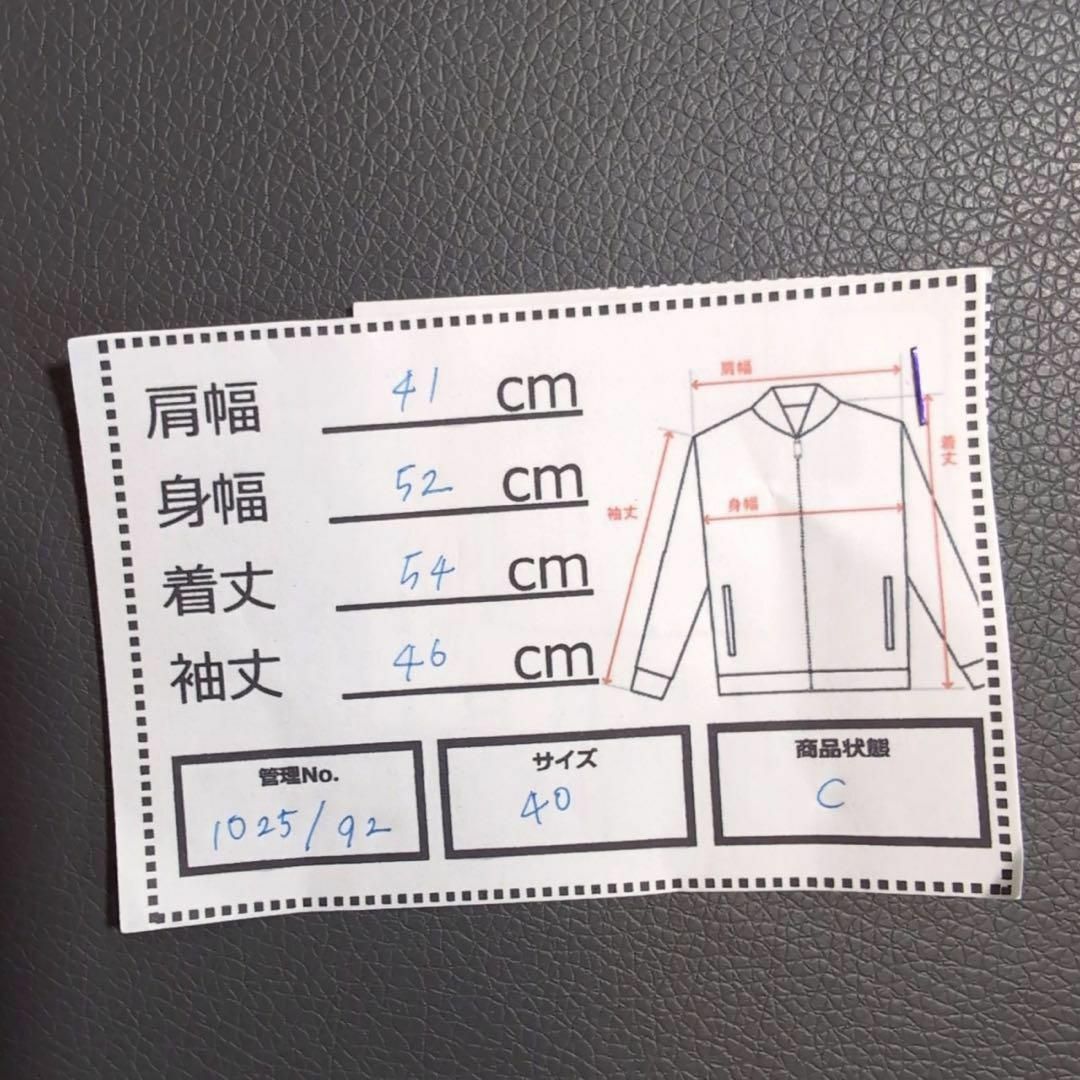 肩幅 41 cm
身幅 52 cm
着丈 54 cm
袖丈 46 cm
肩幅
着丈
身幅
袖丈
管理No.
1025/92
サイズ
40
商品状態
C